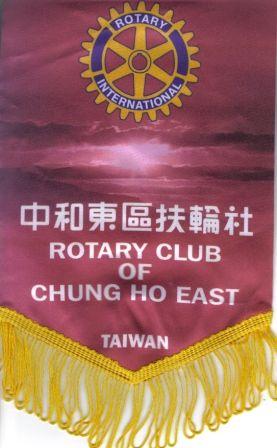 ROTARY
INTERNATIONAL
中和東區扶輪社
ROTARY CLUB
OF
CHUNG HO EAST
TAIWAN